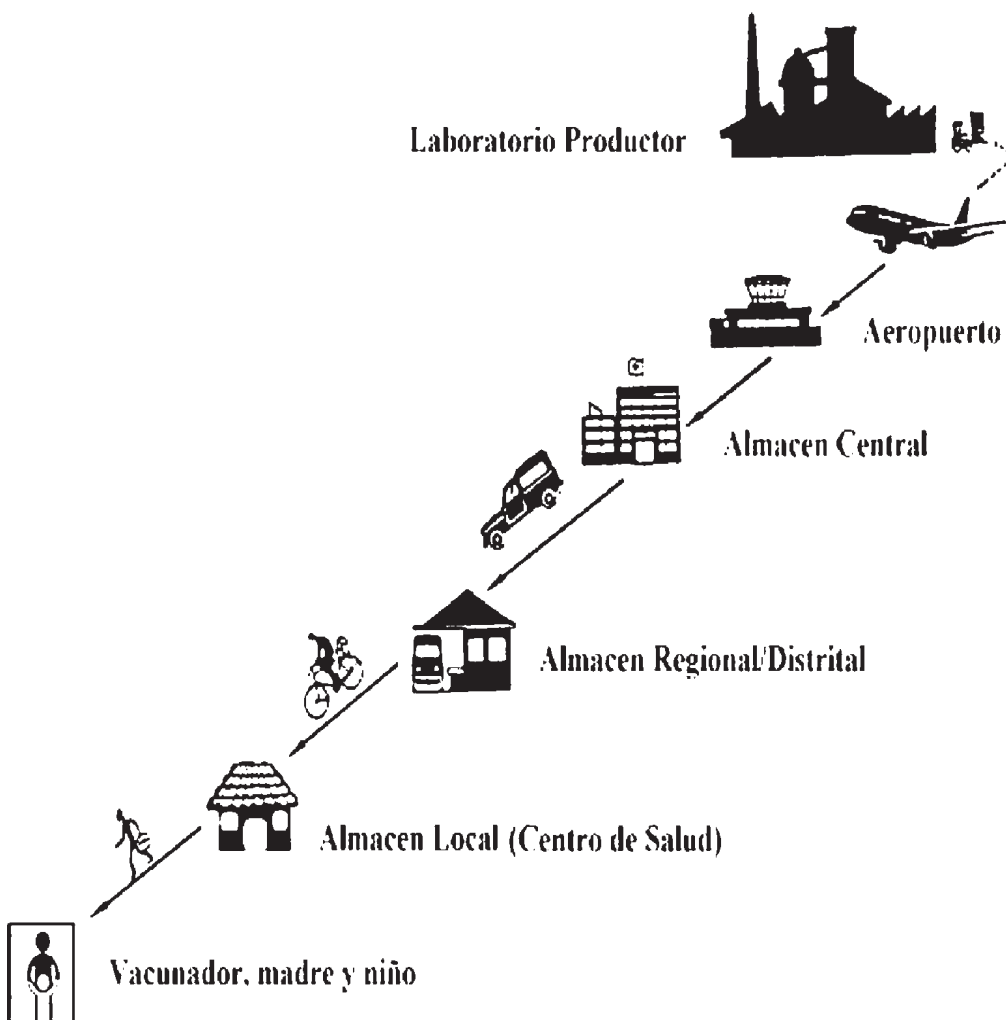 Laboratorio Productor
Aeropuerto
Almacen Central
Almacen Regional/Distrital
Almacen Local (Centro de Salud)
Vacunador, madre y niño